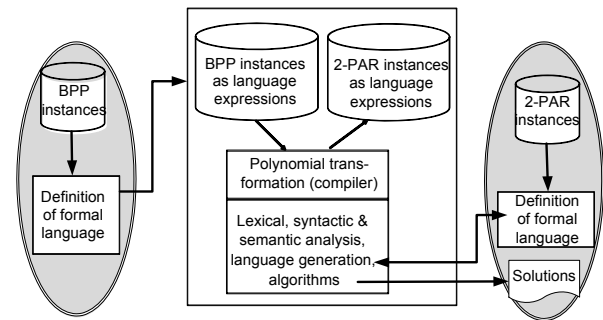 BPP
instances
Definition
of formal
language
BPP instances
as language
expressions
2-PAR instances
as language
expressions
Polynomial trans-
formation (compiler)
Lexical, syntactic &
semantic analysis,
language generation,
algorithms
2-PAR
instances
Definition
of formal
language
Solutions